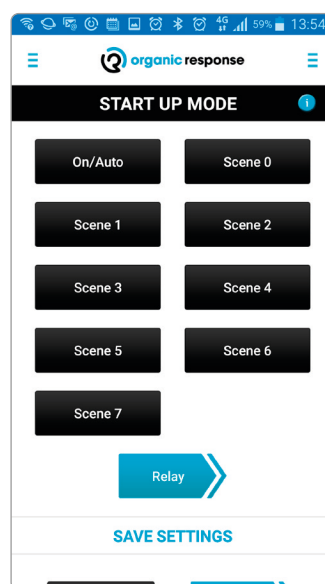 4G 59% 13:54
organic response
START UP MODE
i
On/Auto Scene 0
Scene 1 Scene 2
Scene 3 Scene 4
Scene 5 Scene 6
Scene 7
Relay
SAVE SETTINGS